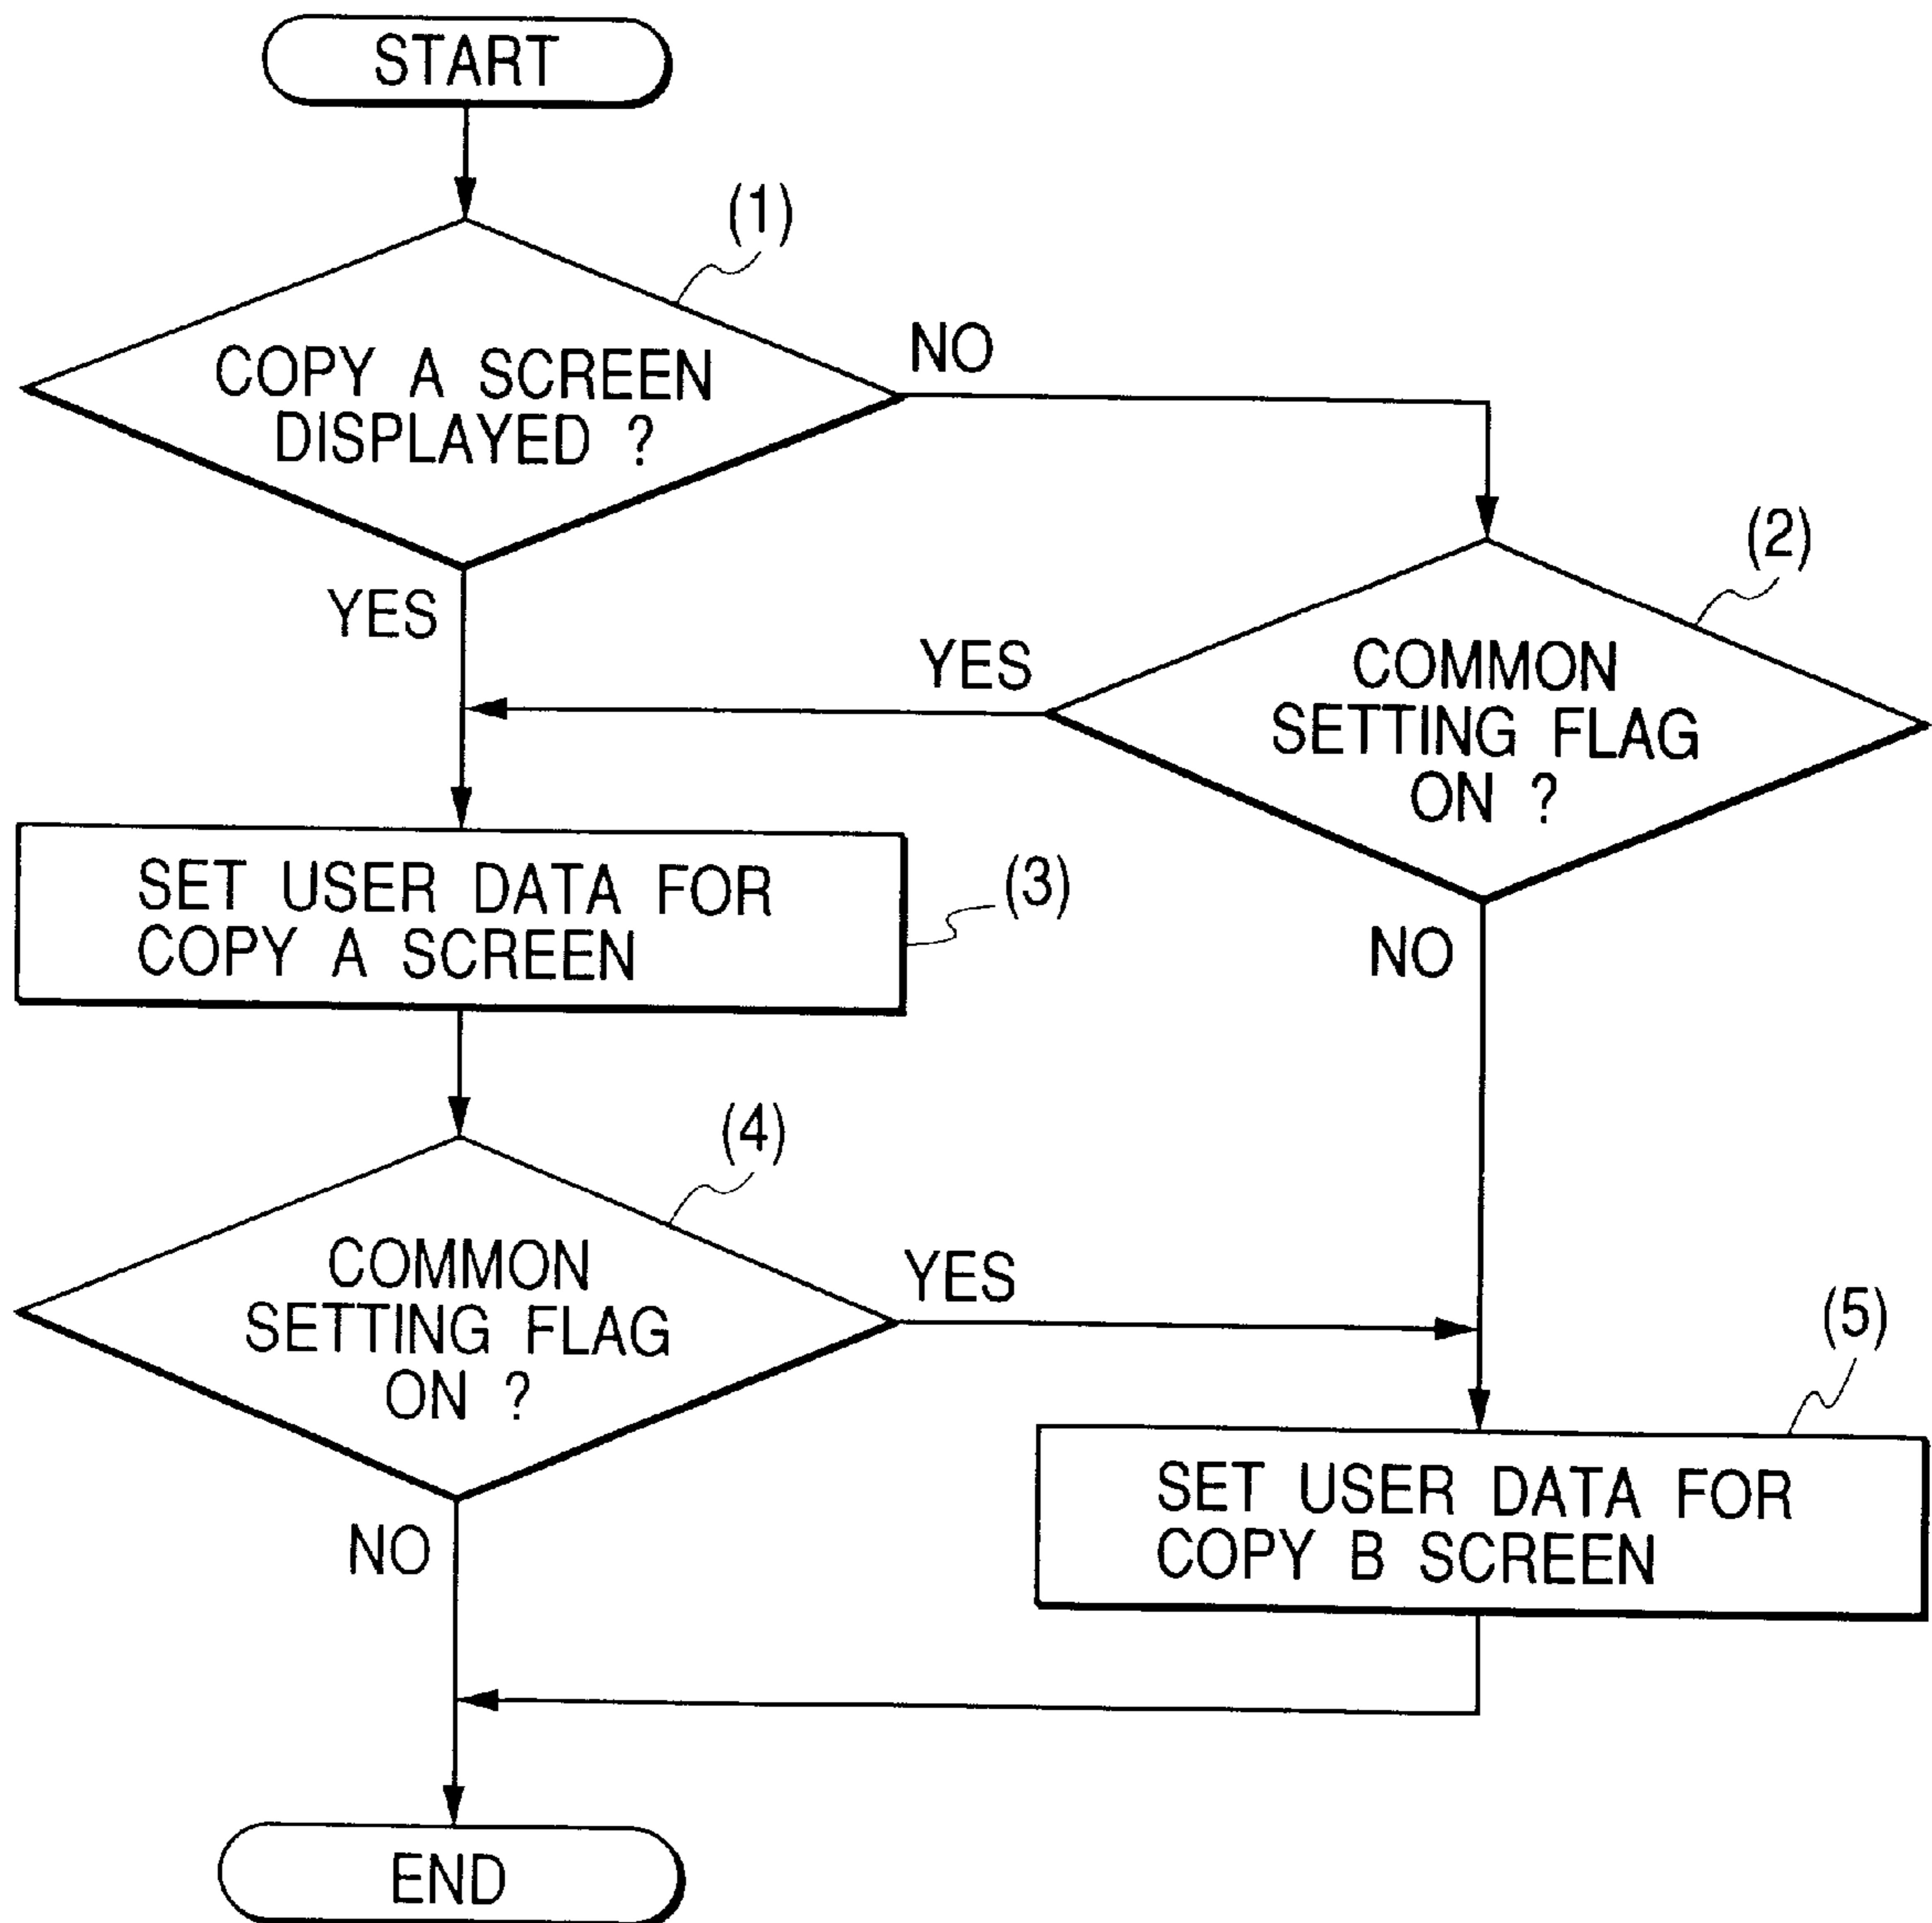 START
(1)
COPY A SCREEN
DISPLAYED ?
NO
YES
(2)
COMMON
SETTING FLAG
ON ?
YES
NO
SET USER DATA FOR
COPY A SCREEN
(3)
(4)
COMMON
SETTING FLAG
ON ?
YES
NO
(5)
SET USER DATA FOR
COPY B SCREEN
END